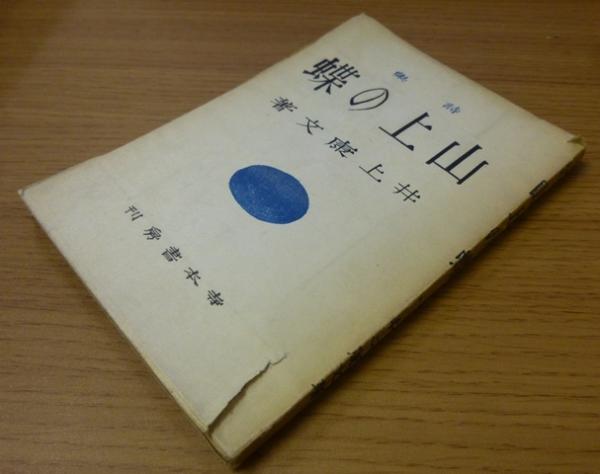 詩集
山上の蝶
井上康文著
寺本書房刊